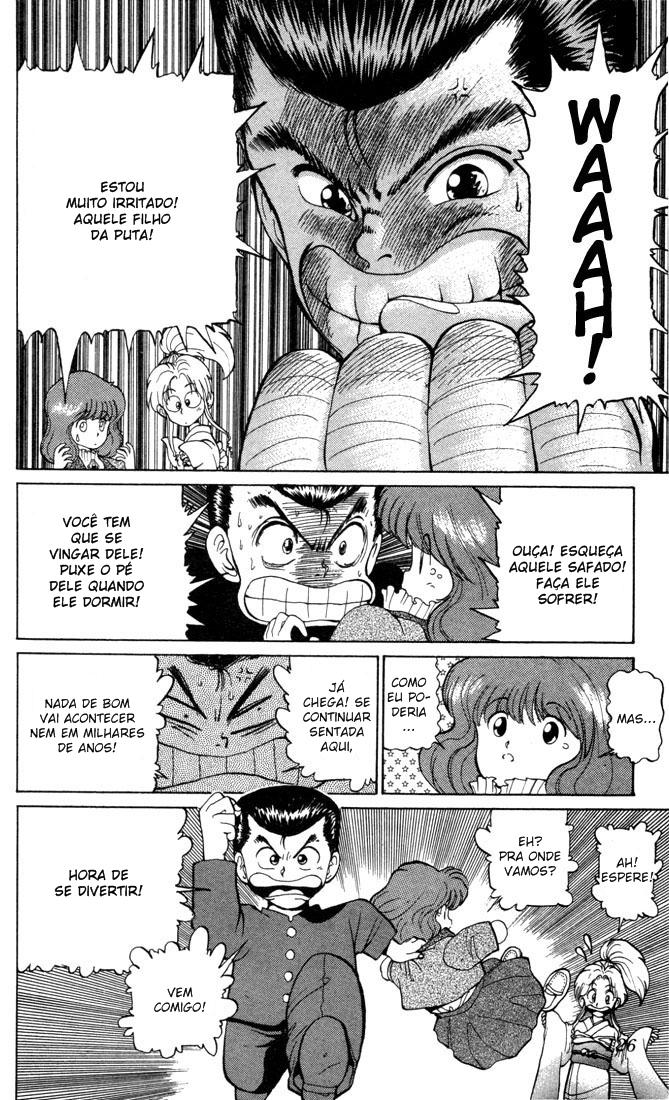 WAAAH!
ESTOU
MUITO IRRITADO!
AQUELE FILHO
DA PUTA!
OUÇA! ESQUEÇA
AQUELE SAFADO!
FAÇA ELE
SOFRER!
VOCÊ TEM
QUE SE
VINGAR DELE!
PUXE O PÉ
DELE QUANDO
ELE DORMIR!
MAS...
COMO
EU PO-
DERIA
...
JÁ
CHEGA! SE
CONTINUAR
SENTADA
AQUI,
NADA DE BOM
VAI ACONTECER
NEM EM MILHARES
DE ANOS!
AH!
ESPERE!
EH?
PRA ONDE
VAMOS?
HORA DE
SE DIVERTIR!
VEM
COMIGO!